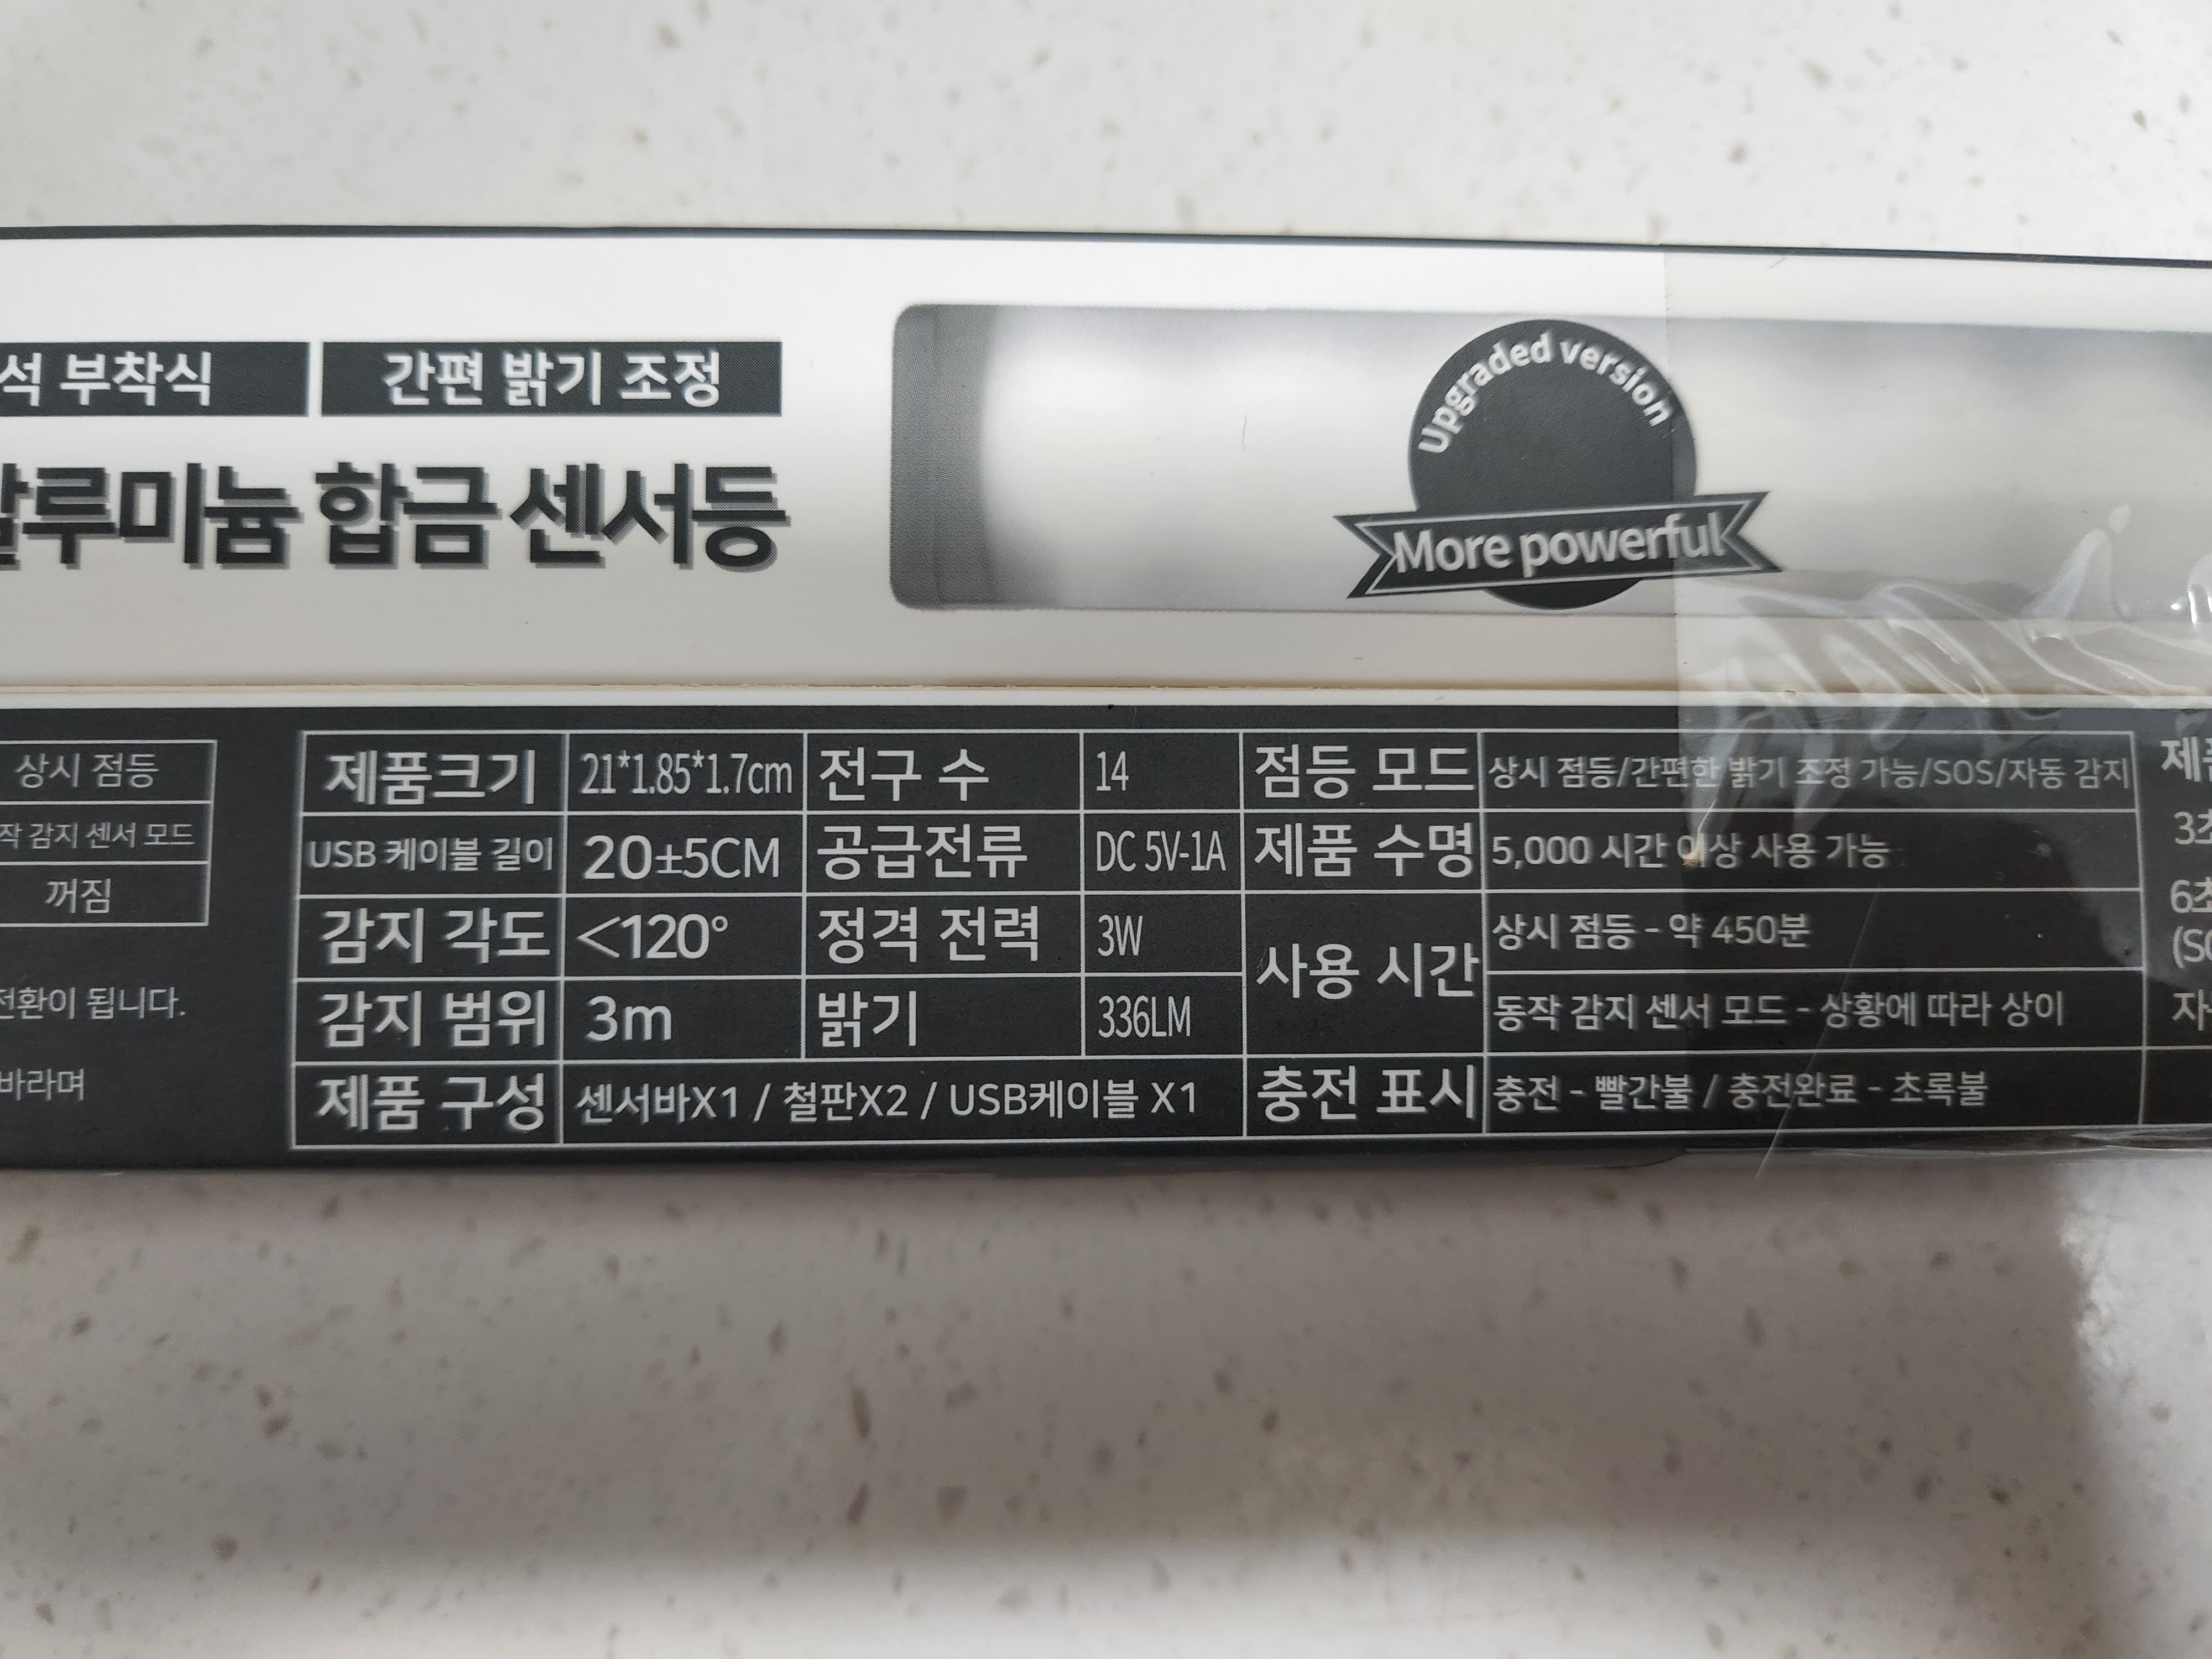 부착식
간편 밝기 조정
알루미늄 합금 센서등
Upgraded version
More powerful
상시 점등
감지 센서 모드
꺼짐
전환이 됩니다.
바라며
제품크기 21*1.85*1.7cm 전구 수 14 점등 모드 상시 점등/간편한 밝기 조정 가능/SOS/자동 감지
USB 케이블 길이 20±5CM 공급전류 DC 5V-1A 제품 수명 5,000 시간 이상 사용 가능
감지 각도 <120° 정격 전력 3W 사용 시간 상시 점등 - 약 450분
감지 범위 3m 밝기 336LM 동작 감지 센서 모드 - 상황에 따라 상이
제품 구성 센서바X1 / 철판X2 / USB케이블 X1 충전 표시 충전 - 빨간불 / 충전완료 - 초록불